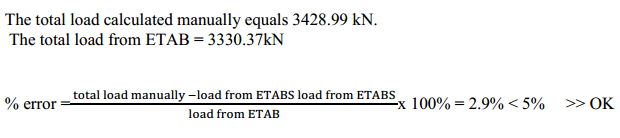 The total load calculated manually equals 3428.99 kN.
The total load from ETAB = 3330.37kN
% error = total load manually –load from ETABS load from ETABS / load from ETAB x 100% = 2.9% < 5% >> OK